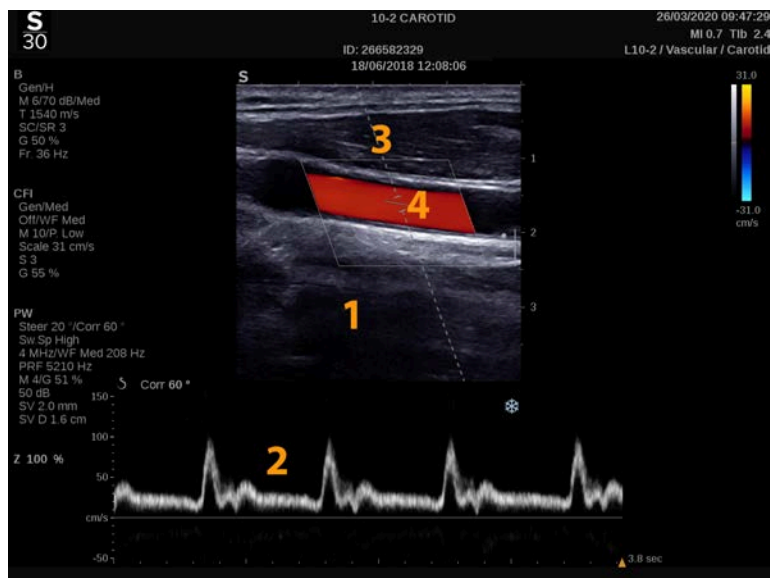 S
30
10-2 CAROTID
26/03/2020 09:47:29
MI 0.7 TIb 2.4
ID: 266582329
L10-2 / Vascular / Carotid
18/06/2018 12:08:06
B
Gen/H
M 6/70 dB/Med
T 1540 m/s
SC/SR 3
G 50 %
Fr. 36 Hz
CFI
Gen/Med
Off/WF Med
M 10/P. Low
Scale 31 cm/s
S 3
G 55 %
PW
Steer 20 °/Corr 60 °
Sw.Sp High
4 MHz/WF Med 208 Hz
PRF 5210 Hz
M 4/G 51 %
50 dB
SV 2.0 mm
SV D 1.6 cm
Z 100 %
S
3
4
1
1
2
3
31.0
-31.0
cm/s
Corr 60 °
150
100
50
cm/s
-50
2
3.8 sec